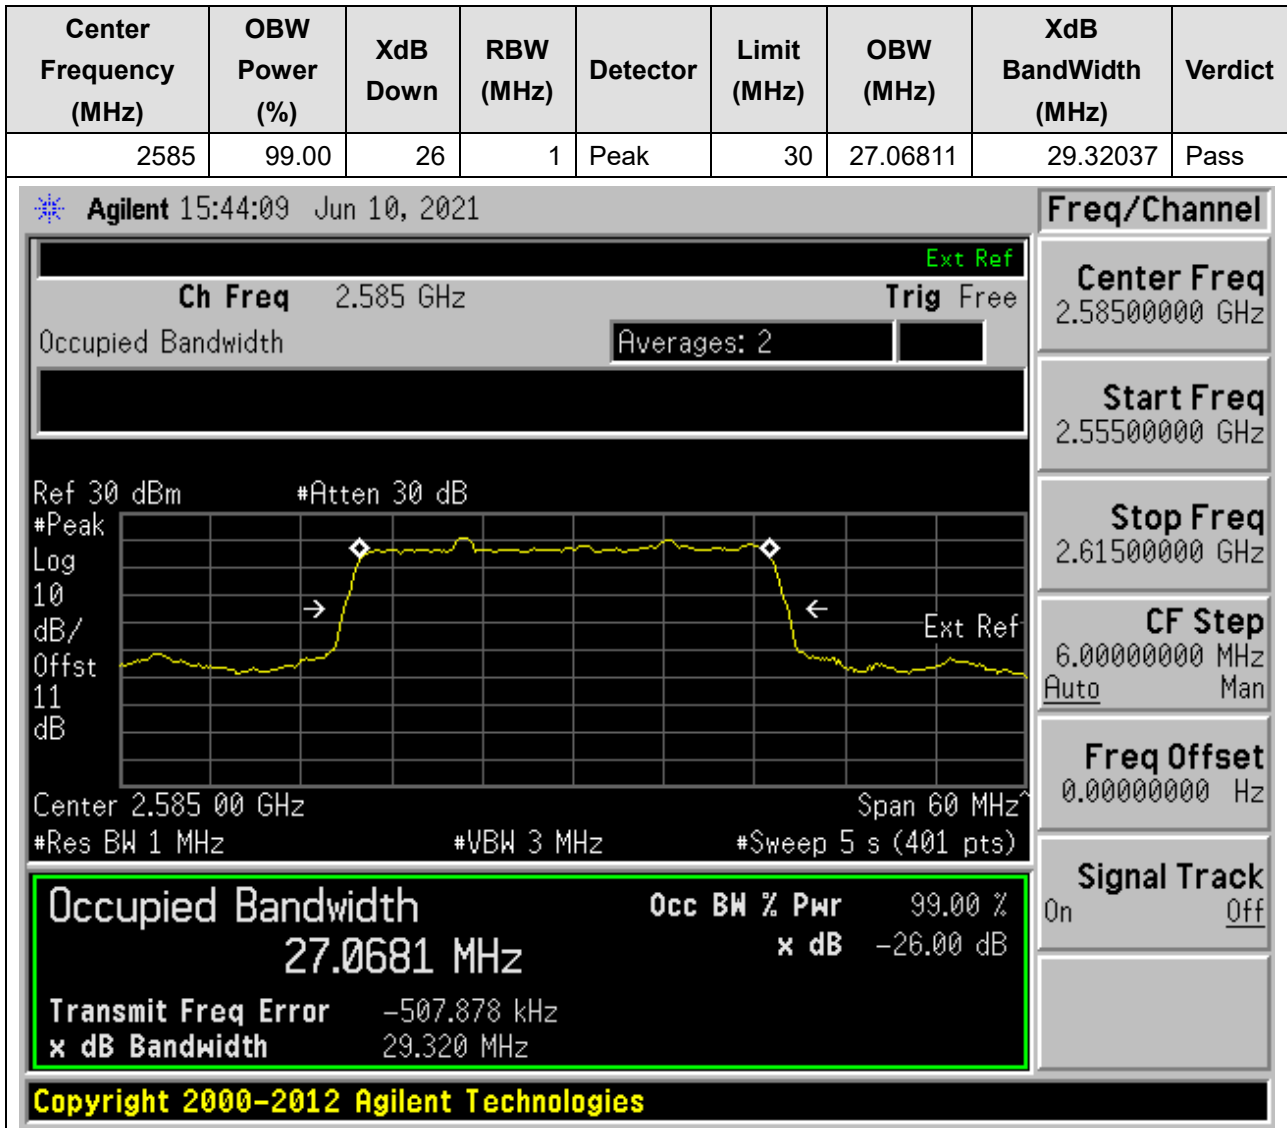 Center Frequency (MHz) OBW Power (%) XdB Down RBW (MHz) Detector Limit (MHz) OBW (MHz) XdB BandWidth (MHz) Verdict
2585 99.00 26 1 Peak 30 27.06811 29.32037 Pass
Agilent 15:44:09 Jun 10, 2021
Freq/Channel
Ext Ref
Ch Freq 2.585 GHz Trig Free
Occupied Bandwidth Averages: 2
Center Freq
2.58500000 GHz
Start Freq
2.55500000 GHz
Stop Freq
2.61500000 GHz
CF Step
6.00000000 MHz
Auto Man
Freq Offset
0.00000000 Hz
Signal Track
On Off
Ref 30 dBm #Atten 30 dB
#Peak
Log
10
dB/
Offst
11
dB
Ext Ref
Center 2.585 00 GHz Span 60 MHz^
#Res BW 1 MHz #VBW 3 MHz #Sweep 5 s (401 pts)
Occupied Bandwidth
27.0681 MHz
Occ BW % Pwr 99.00 %
x dB -26.00 dB
Transmit Freq Error -507.878 kHz
x dB Bandwidth 29.320 MHz
Copyright 2000-2012 Agilent Technologies